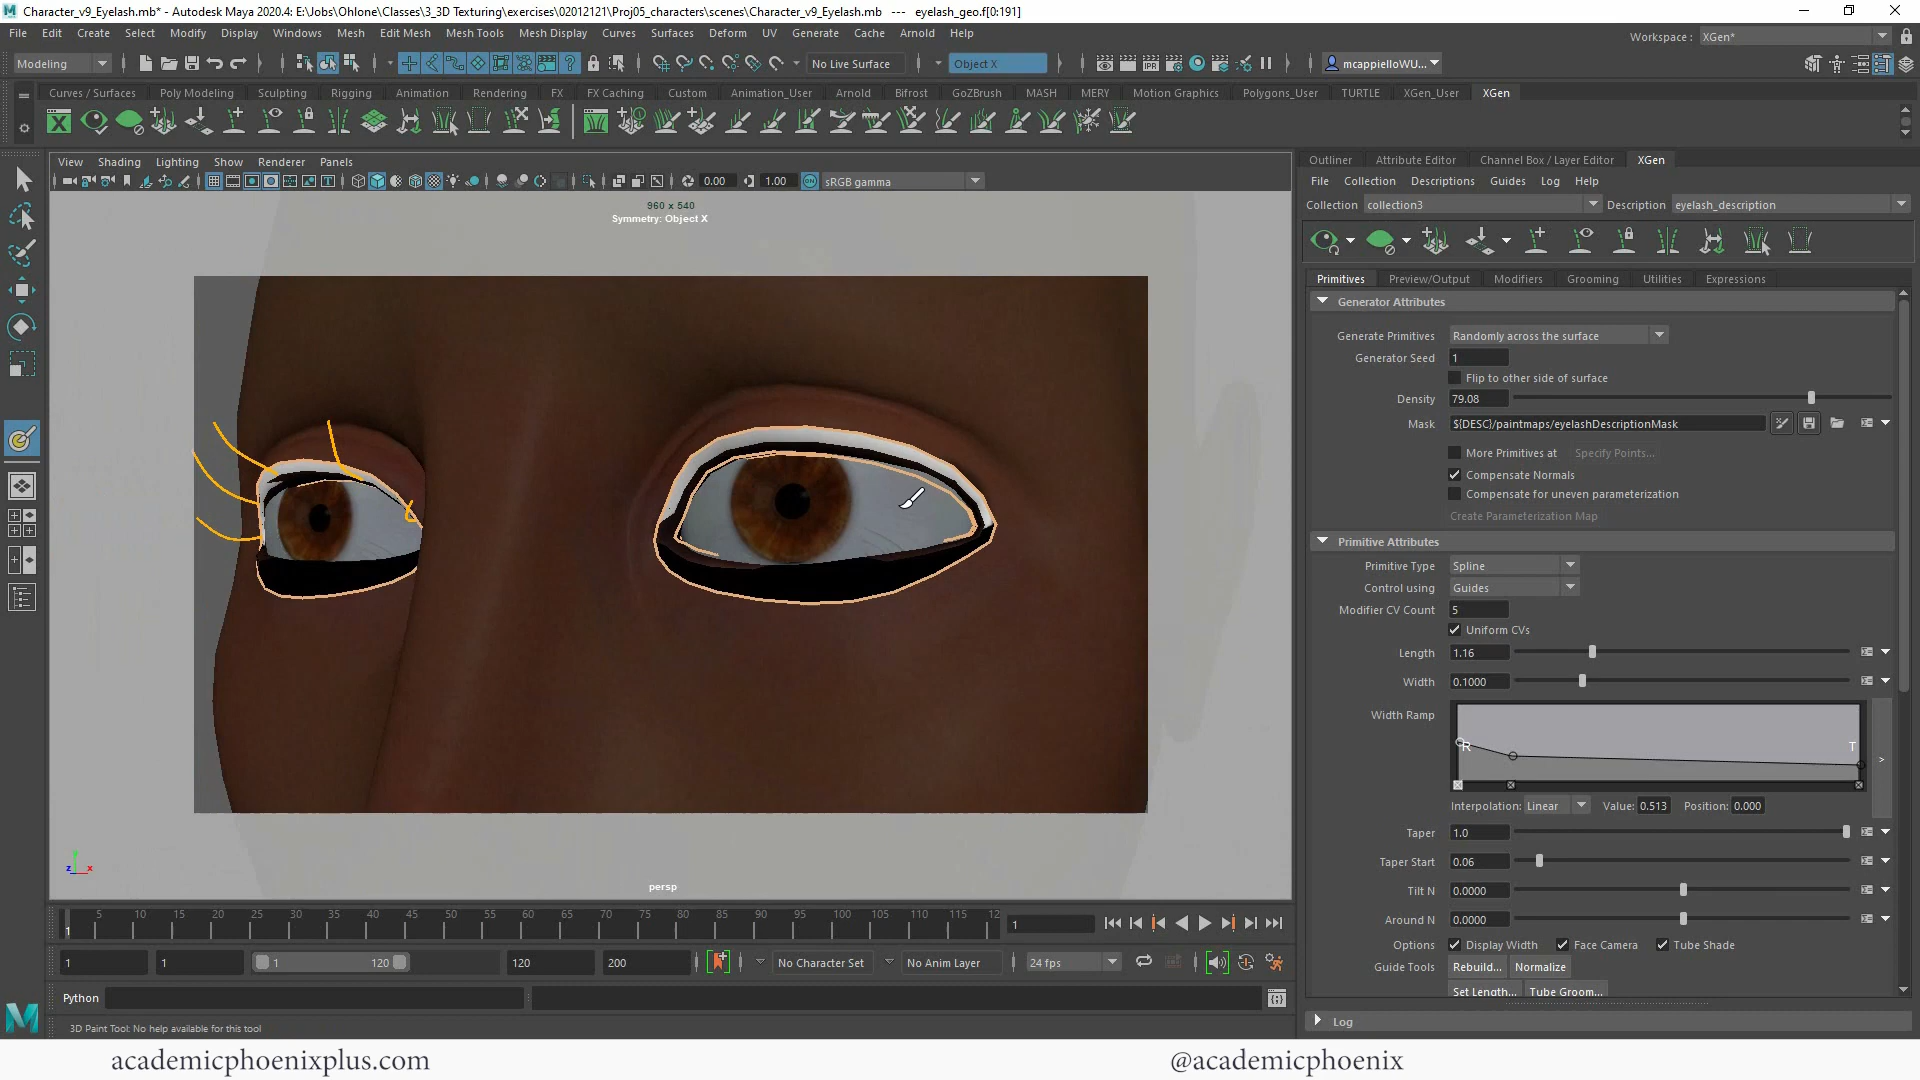 Character_v9_Eyelash.mb* - Autodesk Maya 2020.4: E:\Jobs\Ohlone\Classes\3_3D Texturing\exercises\02012121\Proj05_characters\scenes\Character_v9_Eyelash.mb --- eyelash_geo.f[0:191]
File Edit Create Select Modify Display Windows Mesh Edit Mesh Mesh Tools Mesh Display Curves Surfaces Deform UV Generate Cache Arnold Help
Workspace : XGen*
Modeling No Live Surface Object X mcappielloWU...
Curves / Surfaces Poly Modeling Sculpting Rigging Animation Rendering FX FX Caching Custom Animation_User Arnold Bifrost GoZBrush MASH MERY Motion Graphics Polygons_User TURTLE XGen_User XGen
View Shading Lighting Show Renderer Panels
0.00 1.00 sRGB gamma
960 x 540
Symmetry: Object X
persp
Outliner Attribute Editor Channel Box / Layer Editor XGen
File Collection Descriptions Guides Log Help
Collection collection3 Description eyelash_description
Primitives Preview/Output Modifiers Grooming Utilities Expressions
Generator Attributes
Generate Primitives Randomly across the surface
Generator Seed 1
Flip to other side of surface
Density 79.08
Mask ${DESC}/paintmaps/eyelashDescriptionMask
More Primitives at Specify Points...
Compensate Normals
Compensate for uneven parameterization
Create Parameterization Map
Primitive Attributes
Primitive Type Spline
Control using Guides
Modifier CV Count 5
Uniform CVs
Length 1.16
Width 0.1000
Width Ramp
R T
>
Interpolation: Linear Value: 0.513 Position: 0.000
Taper 1.0
Taper Start 0.06
Tilt N 0.0000
Around N 0.0000
Options Display Width Face Camera Tube Shade
Guide Tools Rebuild... Normalize
Set Length... Tube Groom...
Log
5 10 15 20 25 30 35 40 45 50 55 60 65 70 75 80 85 90 95 100 105 110 115 12
1 1
1 1 1 120 120 200 No Character Set No Anim Layer 24 fps
Python
3D Paint Tool: No help available for this tool
academicphoenixplus.com @academicphoenix